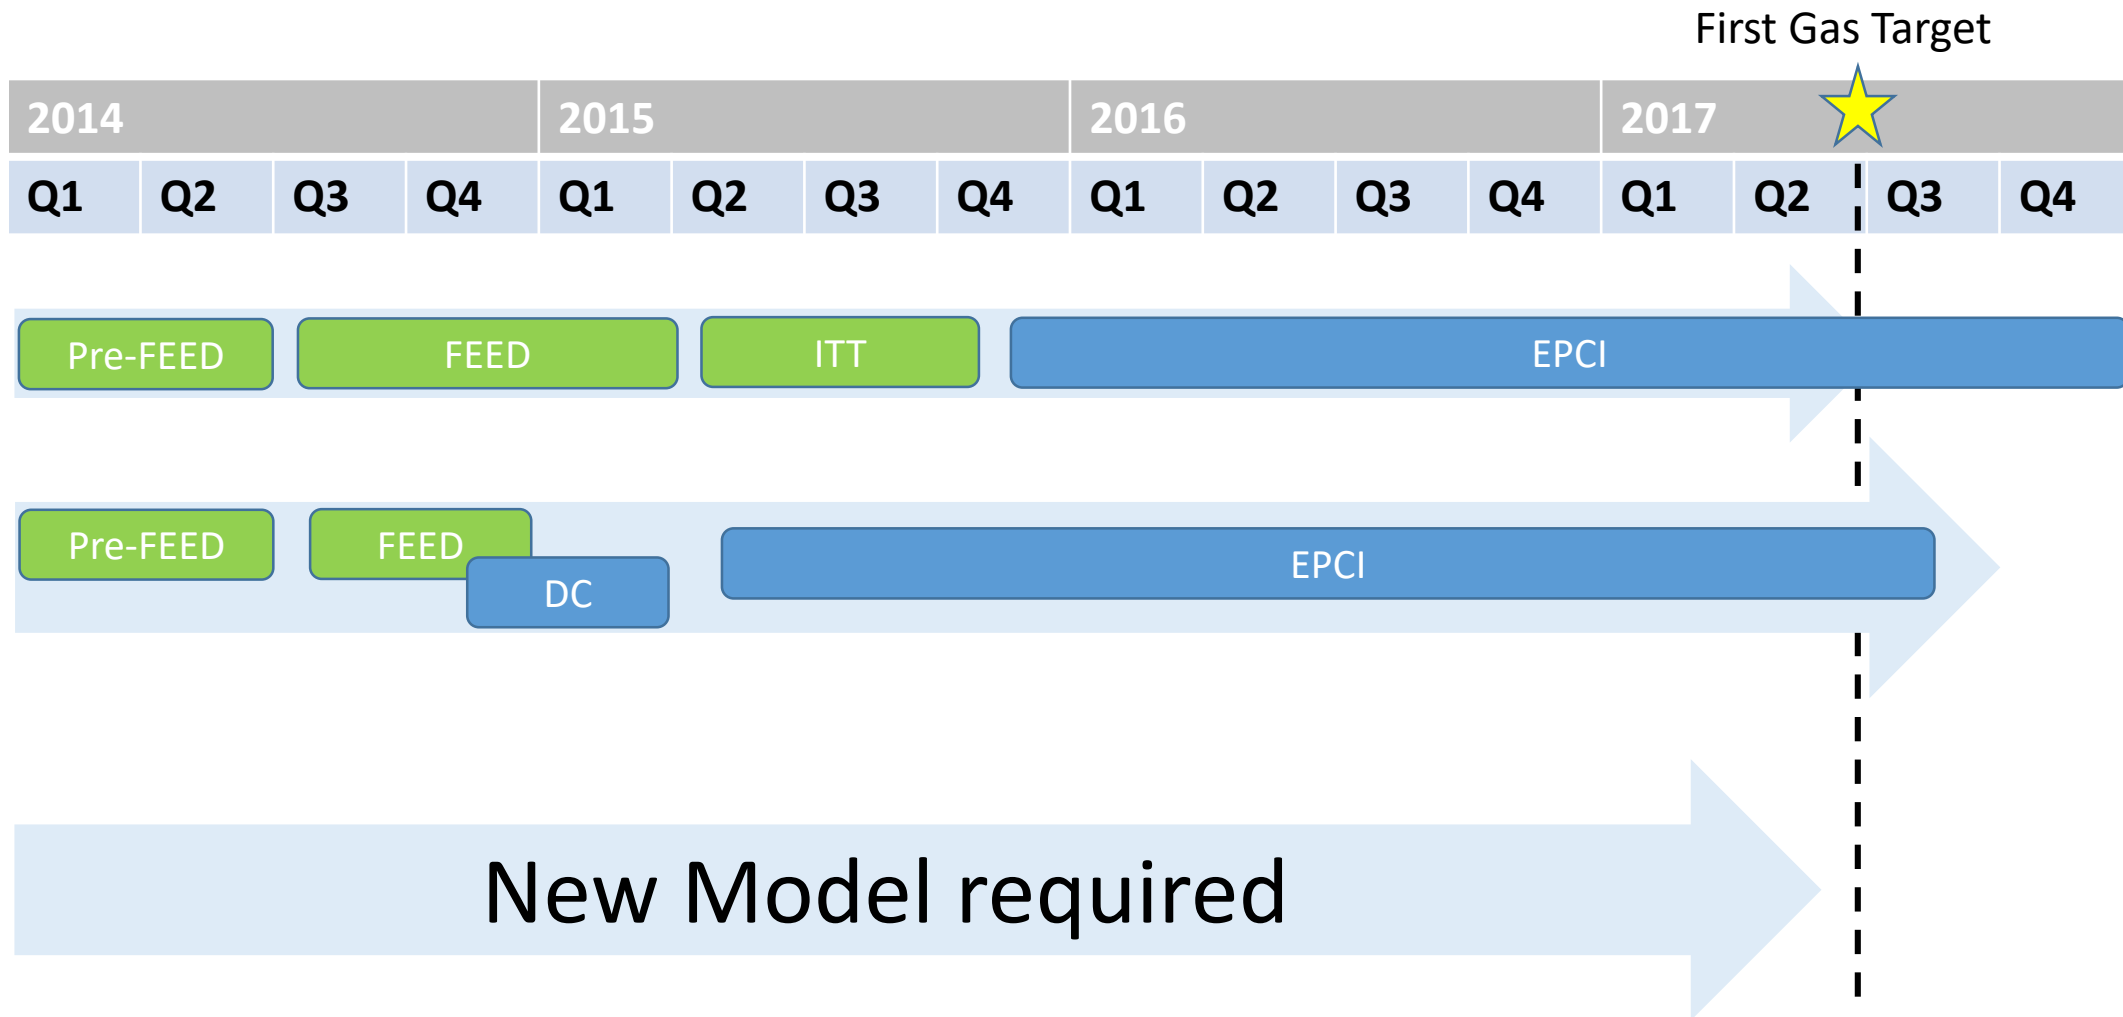 First Gas Target
2014 2015 2016 2017
Q1 Q2 Q3 Q4 Q1 Q2 Q3 Q4 Q1 Q2 Q3 Q4 Q1 Q2 Q3 Q4
Pre-FEED FEED ITT EPCI
Pre-FEED FEED EPCI
DC
New Model required